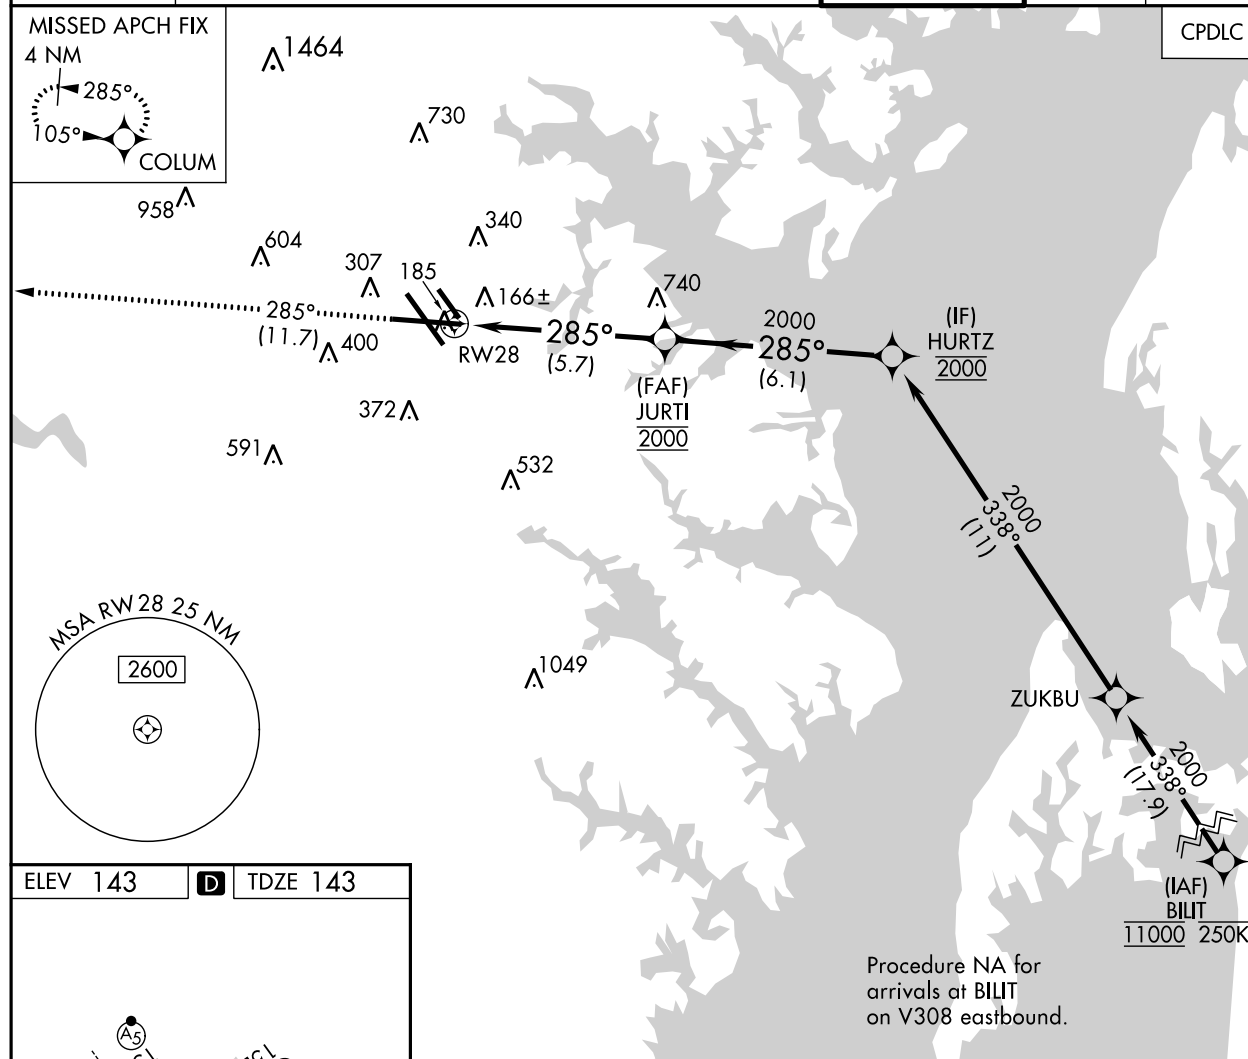 MISSED APCH FIX
4 NM
285°
105°
COLUM
CPDLC
1464
730
958
604
340
307
185
166±
740
285°
(11.7)
400
RW28
285°
(5.7)
2000
285°
(6.1)
(IF)
HURTZ
2000
(FAF)
JURTI
2000
372
591
532
2000
338°
(11)
MSA RW28 25 NM
2600
1049
ZUKBU
2000
338°
(17.9)
(IAF)
BILIT
11000 250K
ELEV 143 D TDZE 143
Procedure NA for
arrivals at BILIT
on V308 eastbound.
A5